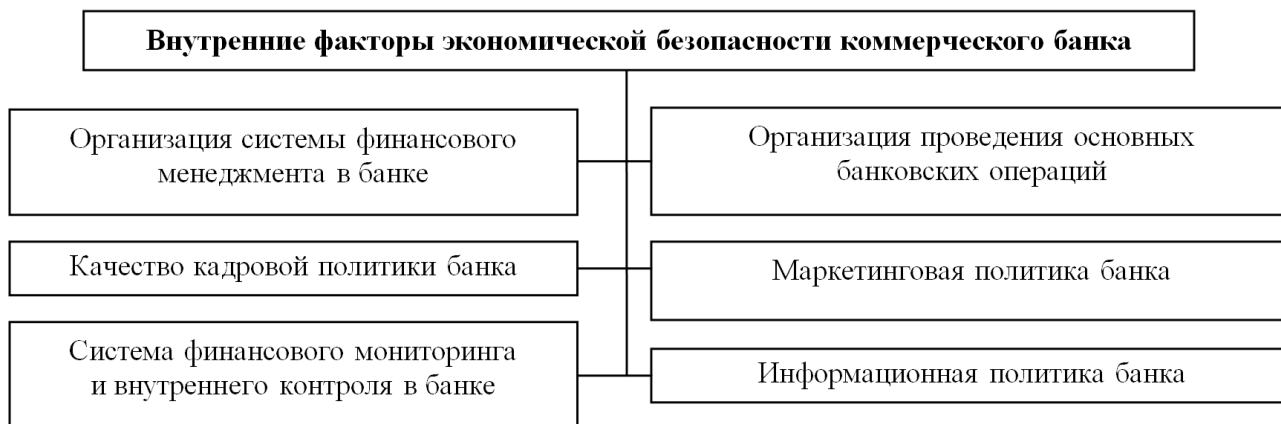 Внутренние факторы экономической безопасности коммерческого банка
Организация системы финансового
менеджмента в банке
Организация проведения основных
банковских операций
Качество кадровой политики банка
Маркетинговая политика банка
Система финансового мониторинга
и внутреннего контроля в банке
Информационная политика банка